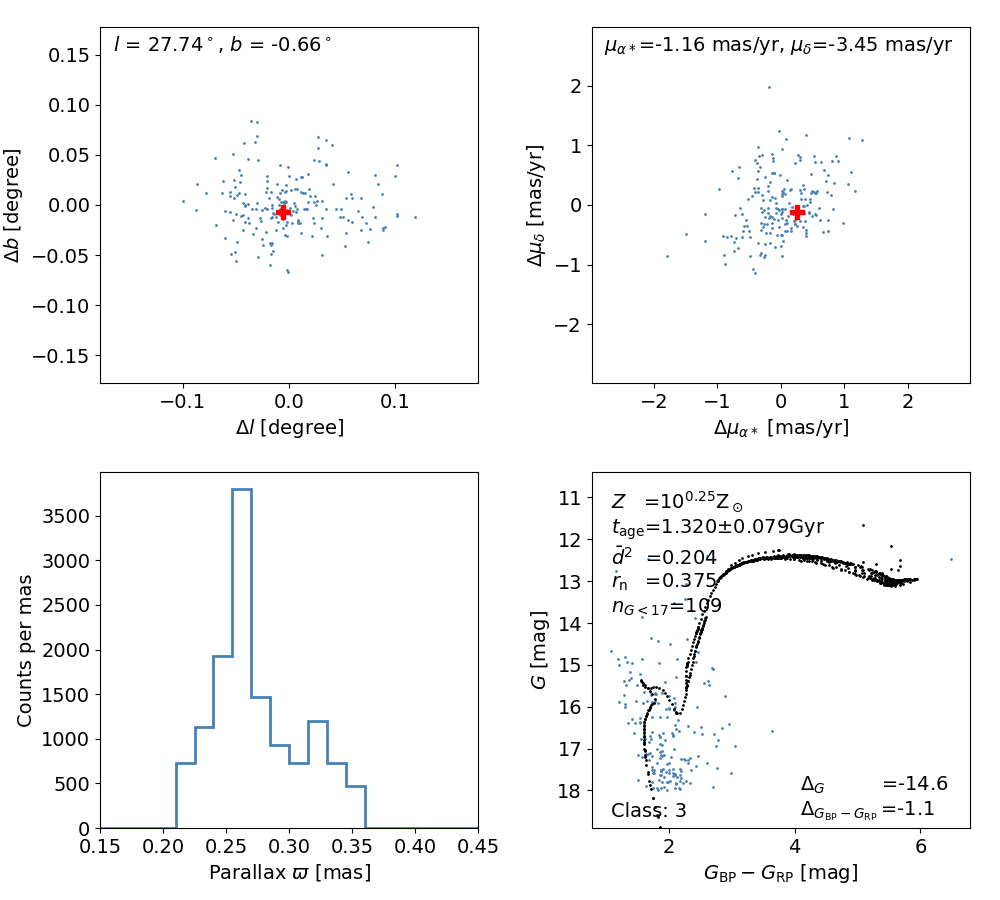 l = 27.74°, b = -0.66°
0.15
0.10
0.05
0.00
−0.05
−0.10
−0.15
Δb [degree]
−0.1 0.0 0.1
Δl [degree]
μα∗=-1.16 mas/yr, μδ=-3.45 mas/yr
2
1
0
−1
−2
Δμδ [mas/yr]
−2 −1 0 1 2
Δμα∗ [mas/yr]
3500
3000
2500
2000
1500
1000
500
0
Counts per mas
0.15 0.20 0.25 0.30 0.35 0.40 0.45
Parallax ϖ [mas]
Z =10^0.25 Z⊙
t_age=1.320±0.079Gyr
d̄² =0.204
r̄_n =0.375
n_G<17=109
Δ_G =-14.6
Δ_GBP−GRP =-1.1
Class: 3
11
12
13
14
15
16
17
18
G [mag]
2 4 6
G_BP − G_RP [mag]